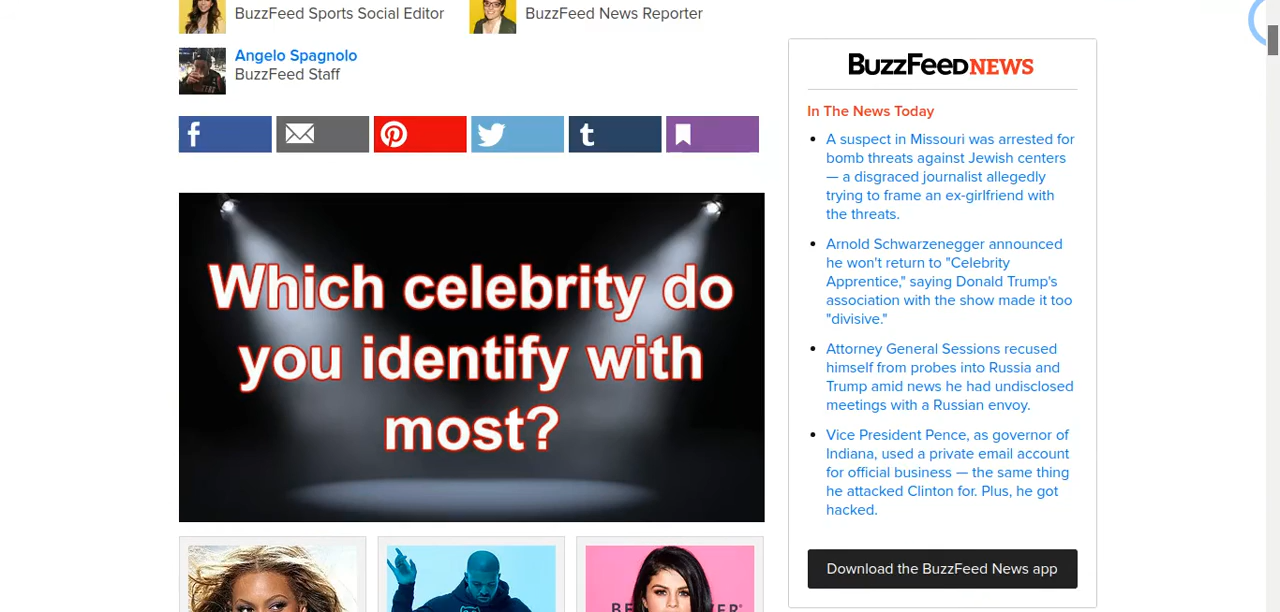 BuzzFeed Sports Social Editor
BuzzFeed News Reporter
Angelo Spagnolo
BuzzFeed Staff
Which celebrity do
you identify with
most?
BUZZFEED NEWS
In The News Today
A suspect in Missouri was arrested for
bomb threats against Jewish centers
— a disgraced journalist allegedly
trying to frame an ex-girlfriend with
the threats.
Arnold Schwarzenegger announced
he won't return to "Celebrity
Apprentice," saying Donald Trump's
association with the show made it too
"divisive."
Attorney General Sessions recused
himself from probes into Russia and
Trump amid news he had undisclosed
meetings with a Russian envoy.
Vice President Pence, as governor of
Indiana, used a private email account
for official business — the same thing
he attacked Clinton for. Plus, he got
hacked.
Download the BuzzFeed News app